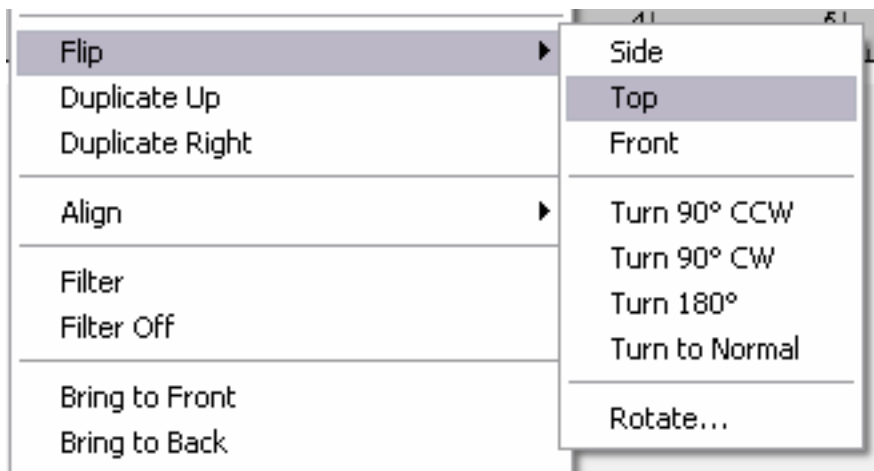 Flip
Duplicate Up
Duplicate Right
Align
Filter
Filter Off
Bring to Front
Bring to Back
Side
Top
Front
Turn 90° CCW
Turn 90° CW
Turn 180°
Turn to Normal
Rotate...